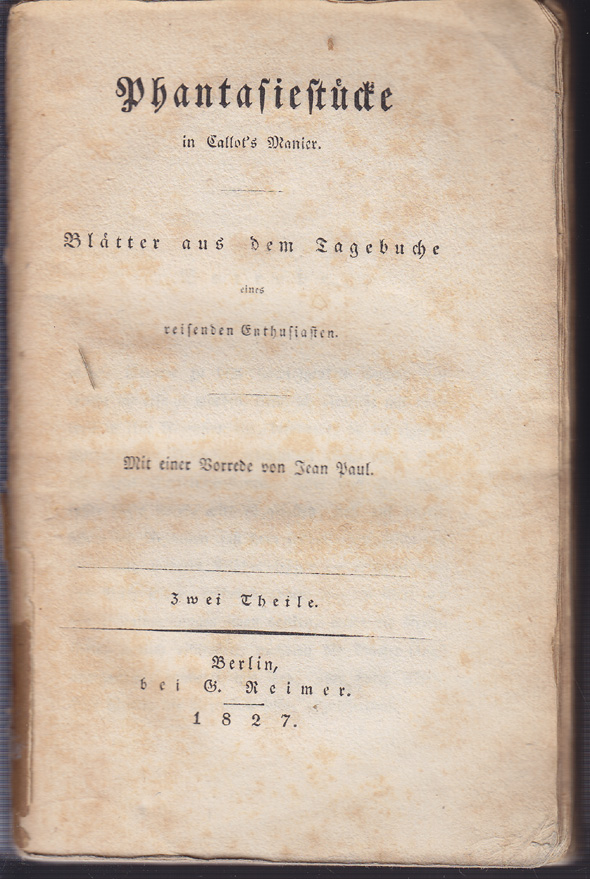 Phantasiestücke
in Callot's Manier.
Blätter aus dem Tagebuche
eines
reisenden Enthusiasten.
Mit einer Vorrede von Jean Paul.
Zwei Theile.
Berlin,
bei G. Reimer.
1827.